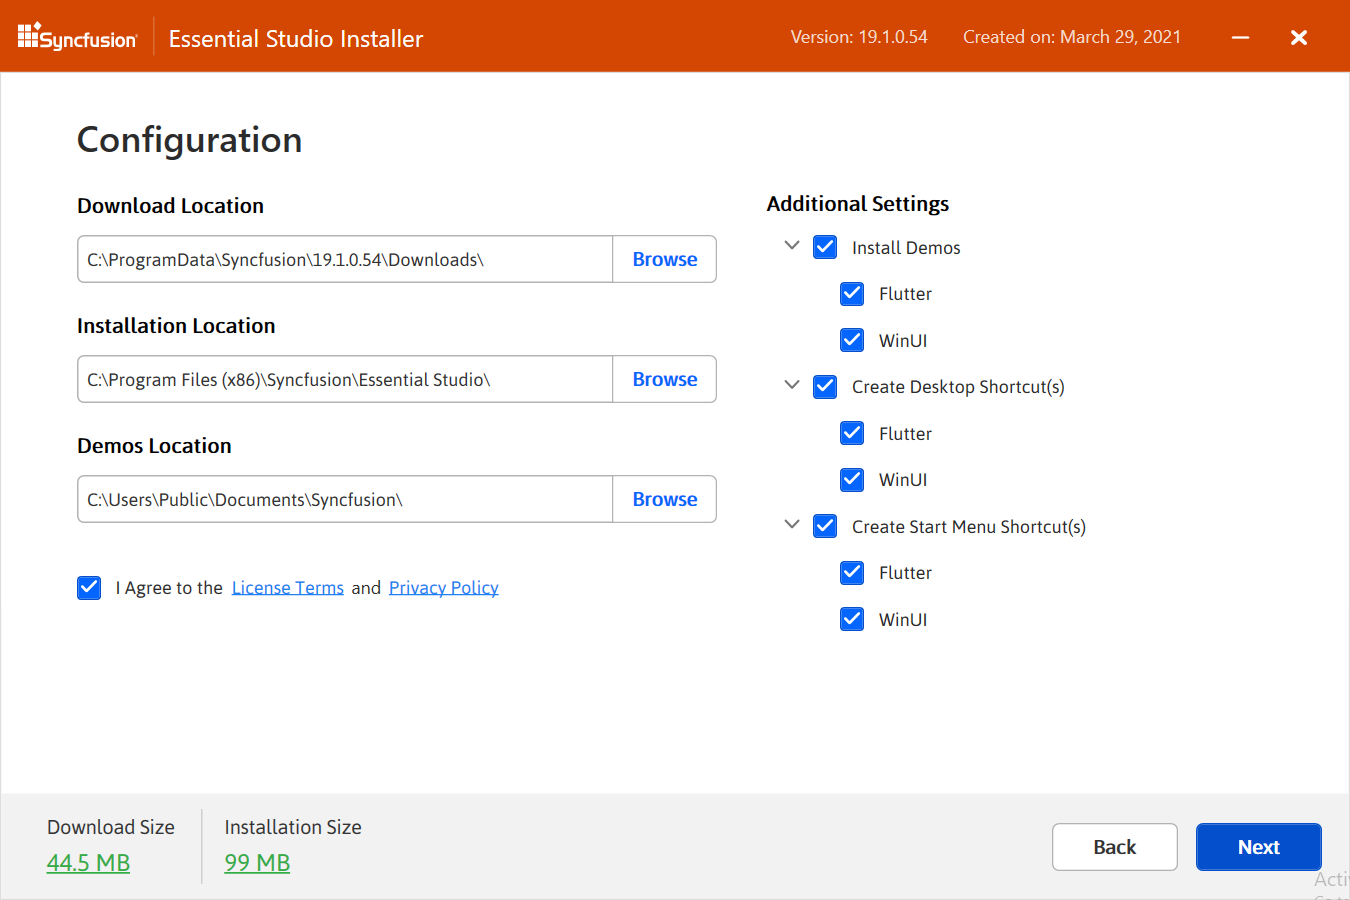 Syncfusion
Essential Studio Installer
Version: 19.1.0.54
Created on: March 29, 2021
Configuration
Download Location
C:\ProgramData\Syncfusion\19.1.0.54\Downloads\
Browse
Installation Location
C:\Program Files (x86)\Syncfusion\Essential Studio\
Browse
Demos Location
C:\Users\Public\Documents\Syncfusion\
Browse
I Agree to the License Terms and Privacy Policy
Additional Settings
Install Demos
Flutter
WinUI
Create Desktop Shortcut(s)
Flutter
WinUI
Create Start Menu Shortcut(s)
Flutter
WinUI
Download Size
44.5 MB
Installation Size
99 MB
Back
Next